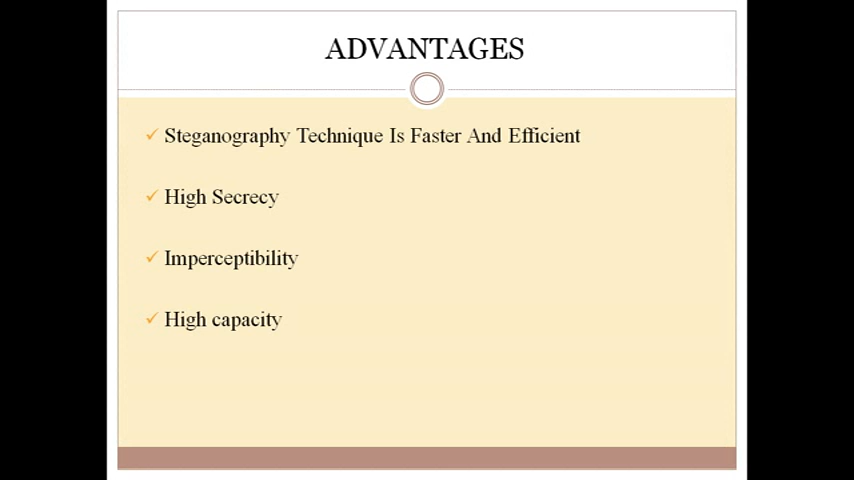 ADVANTAGES
Steganography Technique Is Faster And Efficient
High Secrecy
Imperceptibility
High capacity